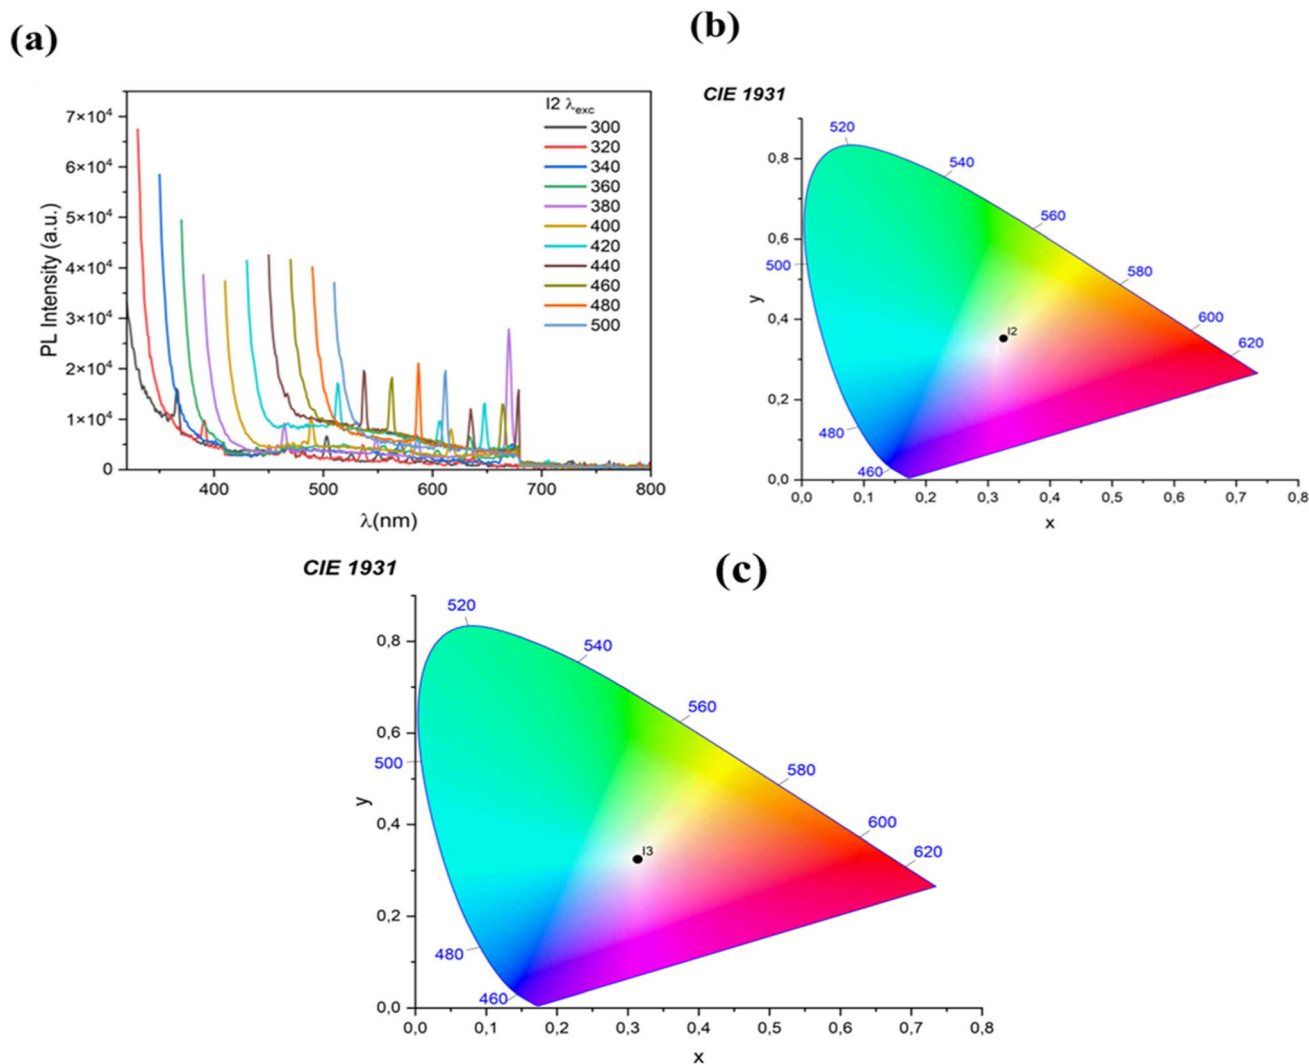 (a)
I2 λexc
300
320
340
360
380
400
420
440
460
480
500
7×10⁴
6×10⁴
5×10⁴
4×10⁴
3×10⁴
2×10⁴
1×10⁴
0
PL Intensity (a.u.)
400 500 600 700 800
λ(nm)
(b)
CIE 1931
520
540
560
580
600
620
500
480
460
I2
0,8
0,6
0,4
0,2
0,0
y
0,0 0,1 0,2 0,3 0,4 0,5 0,6 0,7 0,8
x
(c)
CIE 1931
520
540
560
580
600
620
500
480
460
I3
0,8
0,6
0,4
0,2
0,0
y
0,0 0,1 0,2 0,3 0,4 0,5 0,6 0,7 0,8
x